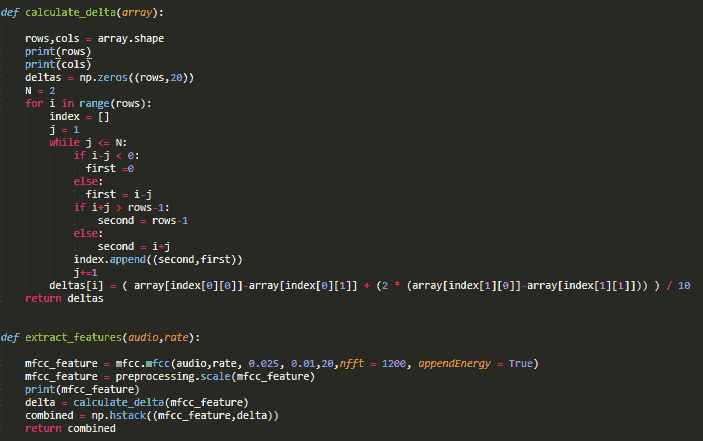 def calculate_delta(array):
rows,cols = array.shape
print(rows)
print(cols)
deltas = np.zeros((rows,20))
N = 2
for i in range(rows):
index = []
j = 1
while j <= N:
if i-j < 0:
first =0
else:
first = i-j
if i+j > rows-1:
second = rows-1
else:
second = i+j
index.append((second,first))
j+=1
deltas[i] = ( array[index[0][0]]-array[index[0][1]] + (2 * (array[index[1][0]]-array[index[1][1]])) ) / 10
return deltas
def extract_features(audio,rate):
mfcc_feature = mfcc.mfcc(audio,rate, 0.025, 0.01,20,nfft = 1200, appendEnergy = True)
mfcc_feature = preprocessing.scale(mfcc_feature)
print(mfcc_feature)
delta = calculate_delta(mfcc_feature)
combined = np.hstack((mfcc_feature,delta))
return combined